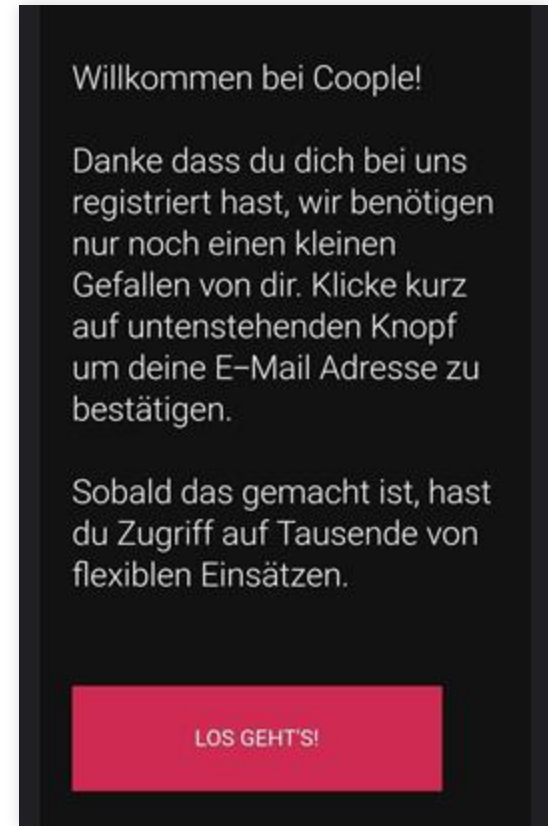 Willkommen bei Coople!
Danke dass du dich bei uns
registriert hast, wir benötigen
nur noch einen kleinen
Gefallen von dir. Klicke kurz
auf untenstehenden Knopf
um deine E-Mail Adresse zu
bestätigen.
Sobald das gemacht ist, hast
du Zugriff auf Tausende von
flexiblen Einsätzen.
LOS GEHT'S!